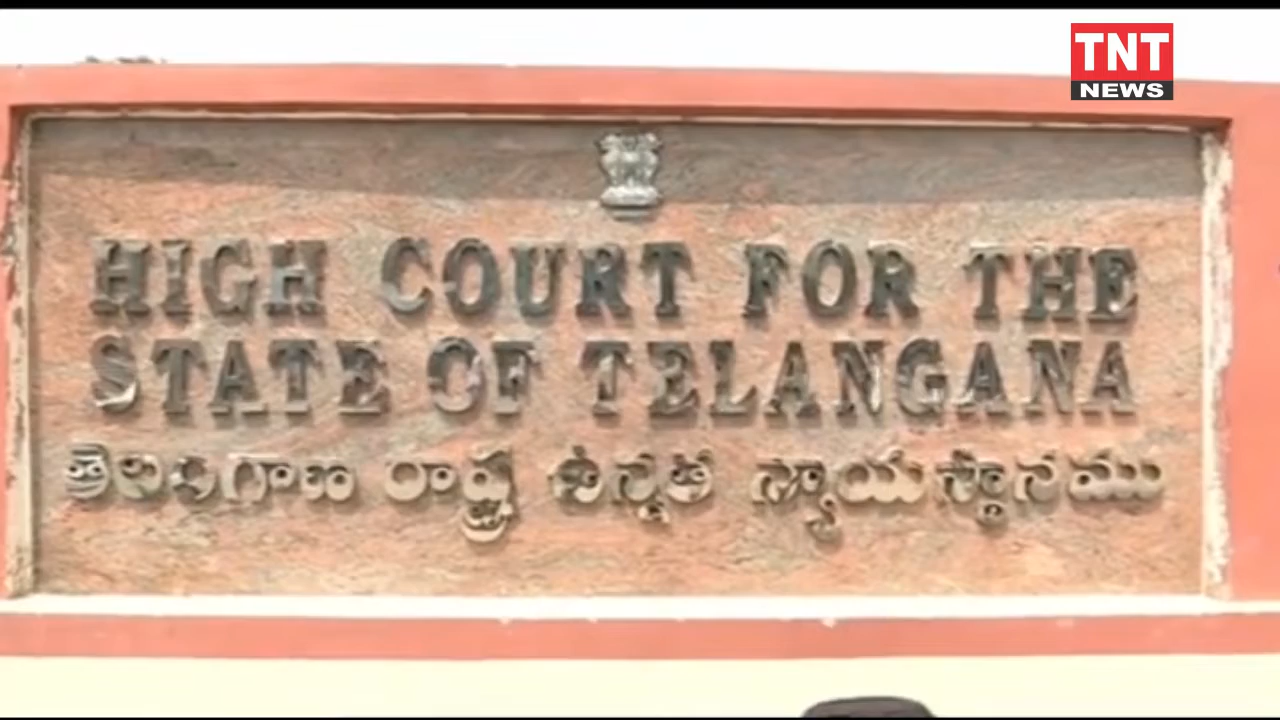 TNT
NEWS
HIGH COURT FOR THE
STATE OF TELANGANA
తెలంగాణ రాష్ట్ర ఉన్నత న్యాయస్థానము